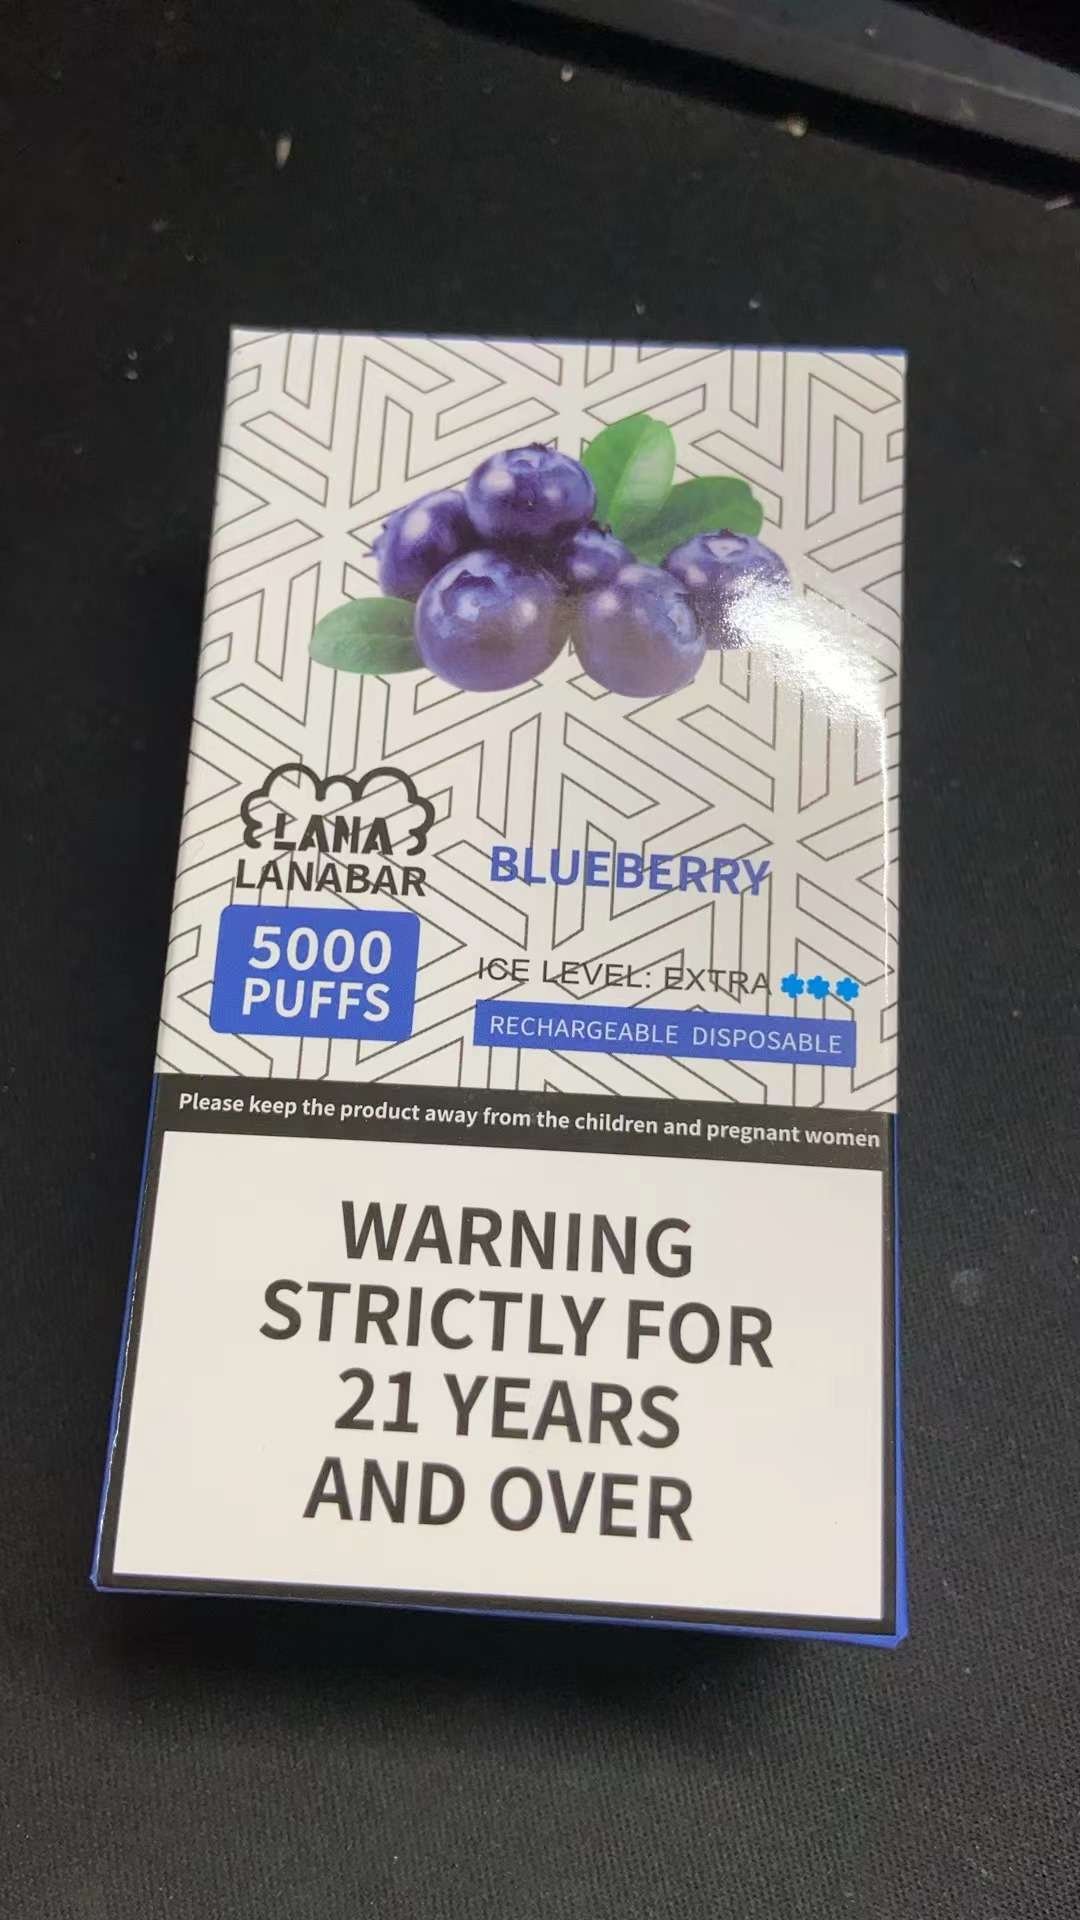 LANA
LANABAR
BLUEBERRY
5000
PUFFS
ICE LEVEL: EXTRA
RECHARGEABLE DISPOSABLE
Please keep the product away from the children and pregnant women
WARNING
STRICTLY FOR
21 YEARS
AND OVER